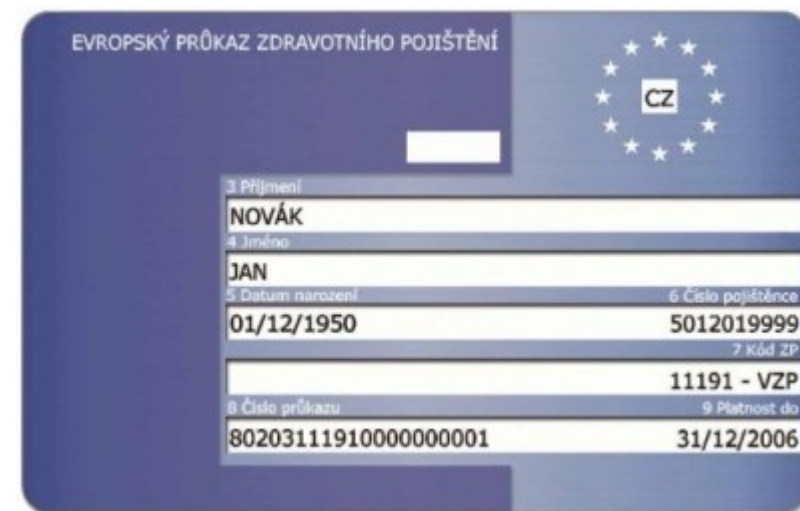 EVROPSKÝ PRŮKAZ ZDRAVOTNÍHO POJIŠTĚNÍ
CZ
3 Příjmení
NOVÁK
4 Jméno
JAN
5 Datum narození 6 Číslo pojištěnce
01/12/1950 5012019999
7 Kód ZP
11191 - VZP
8 Číslo průkazu 9 Platnost do
80203111910000000001 31/12/2006